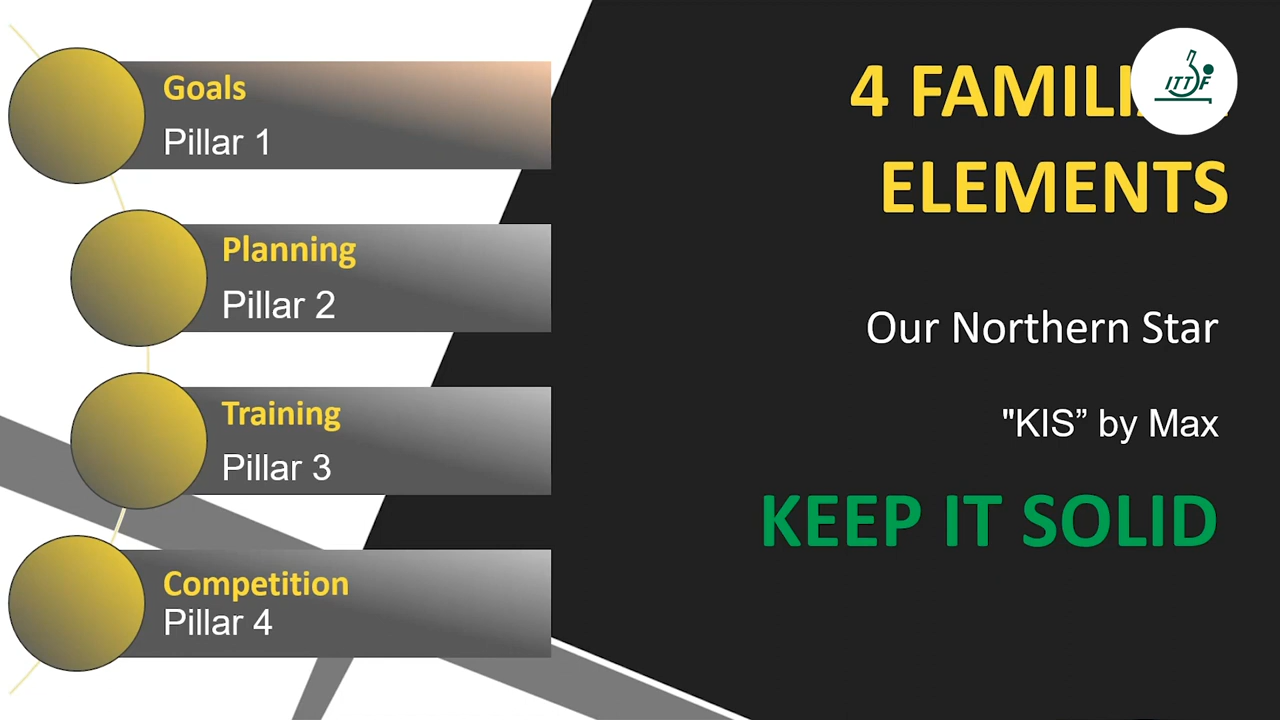 Goals
Pillar 1
Planning
Pillar 2
Training
Pillar 3
Competition
Pillar 4
4
ELEMENTS
Our Northern Star
"KIS” by Max
KEEP IT SOLID
ITTF